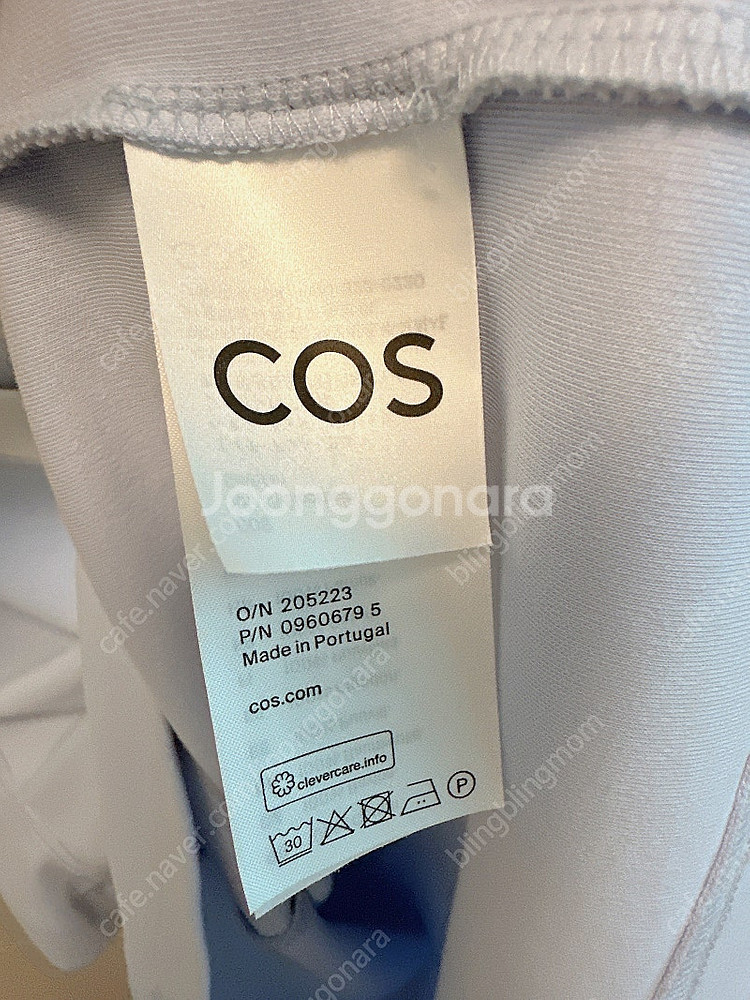 COS
Joonggonara
O/N 205223
P/N 0960679 5
Made in Portugal
cos.com
clevercare.info
30
P
cafe.naver.com
blingblingmom